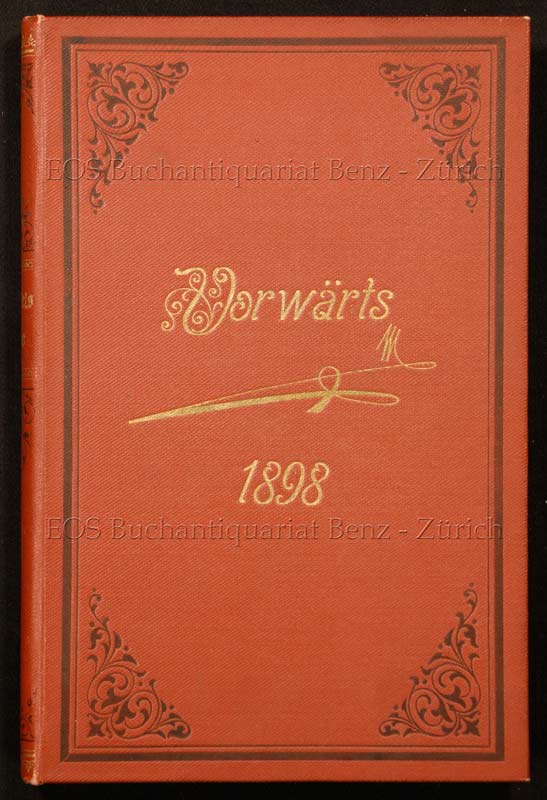 EOS Buchantiquariat Benz - Zürich
Vorwärts
M
1898
EOS Buchantiquariat Benz - Zürich